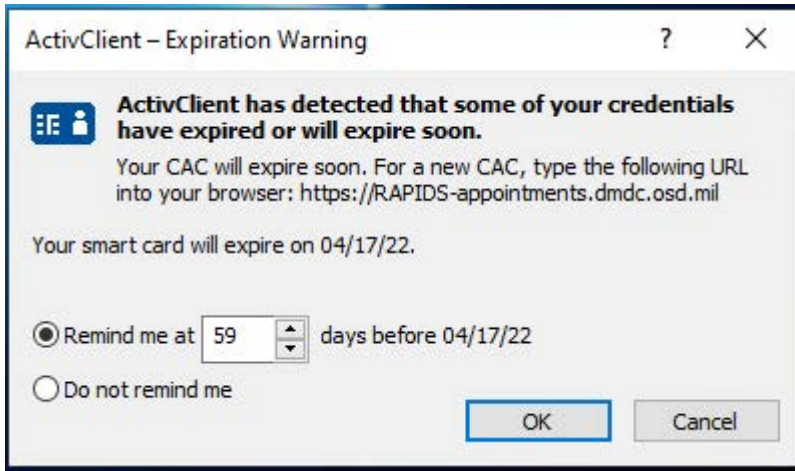 ActivClient – Expiration Warning
ActivClient has detected that some of your credentials
have expired or will expire soon.
Your CAC will expire soon. For a new CAC, type the following URL
into your browser: https://RAPIDS-appointments.dmdc.osd.mil
Your smart card will expire on 04/17/22.
Remind me at 59 days before 04/17/22
Do not remind me
OK Cancel